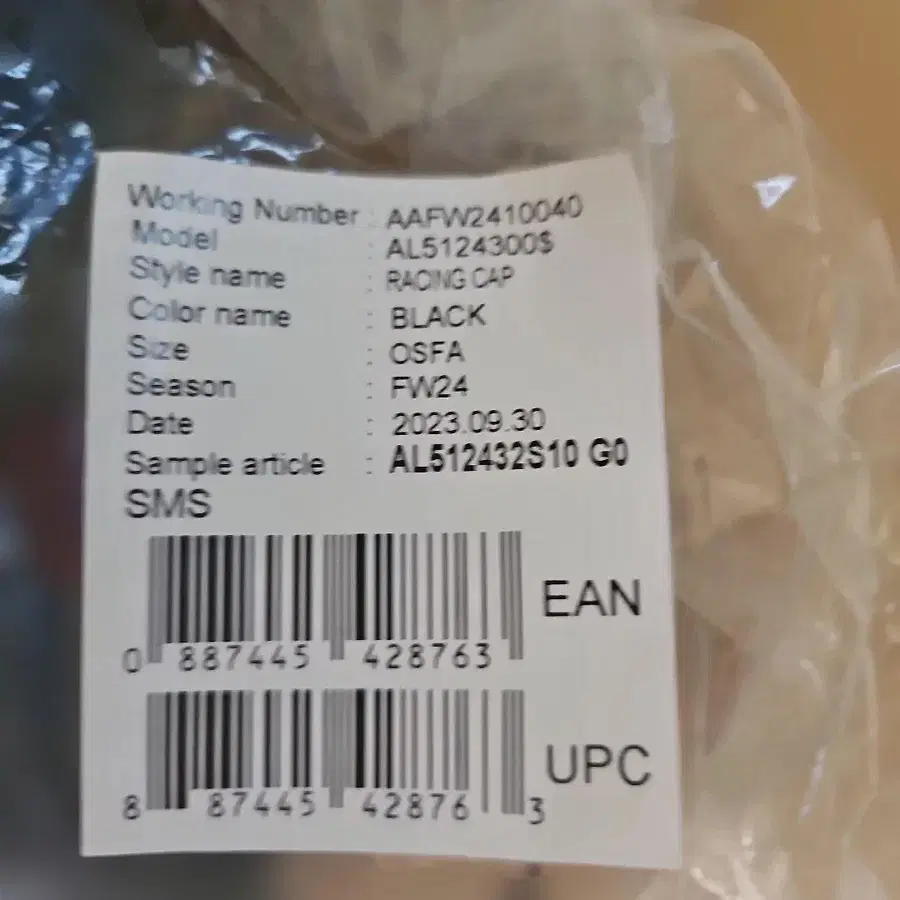 Working Number : AAFW2410040
Model : AL5124300$
Style name : RACING CAP
Color name : BLACK
Size : OSFA
Season : FW24
Date : 2023.09.30
Sample article : AL512432S10 G0
SMS
EAN
0 887445 428763
UPC
8 87445 42876 3